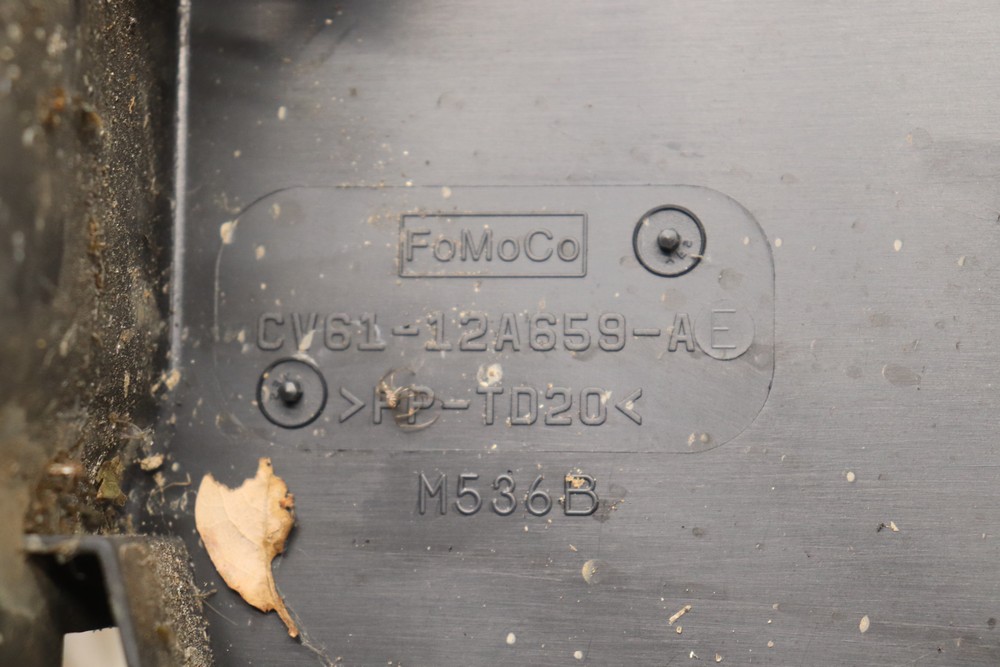 FoMoCo
CV61-12A659-AE
>PP-TD20<
M536B